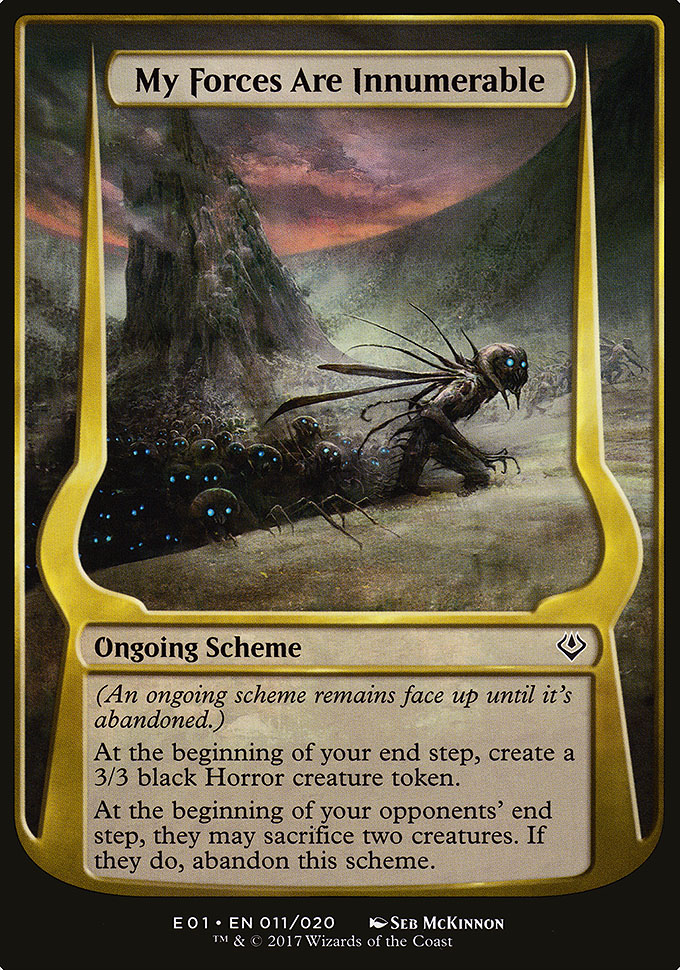 My Forces Are Innumerable
Ongoing Scheme
(An ongoing scheme remains face up until it's
abandoned.)
At the beginning of your end step, create a
3/3 black Horror creature token.
At the beginning of your opponents' end
step, they may sacrifice two creatures. If
they do, abandon this scheme.
E01 • EN 011/020 Seb McKinnon
™ & © 2017 Wizards of the Coast